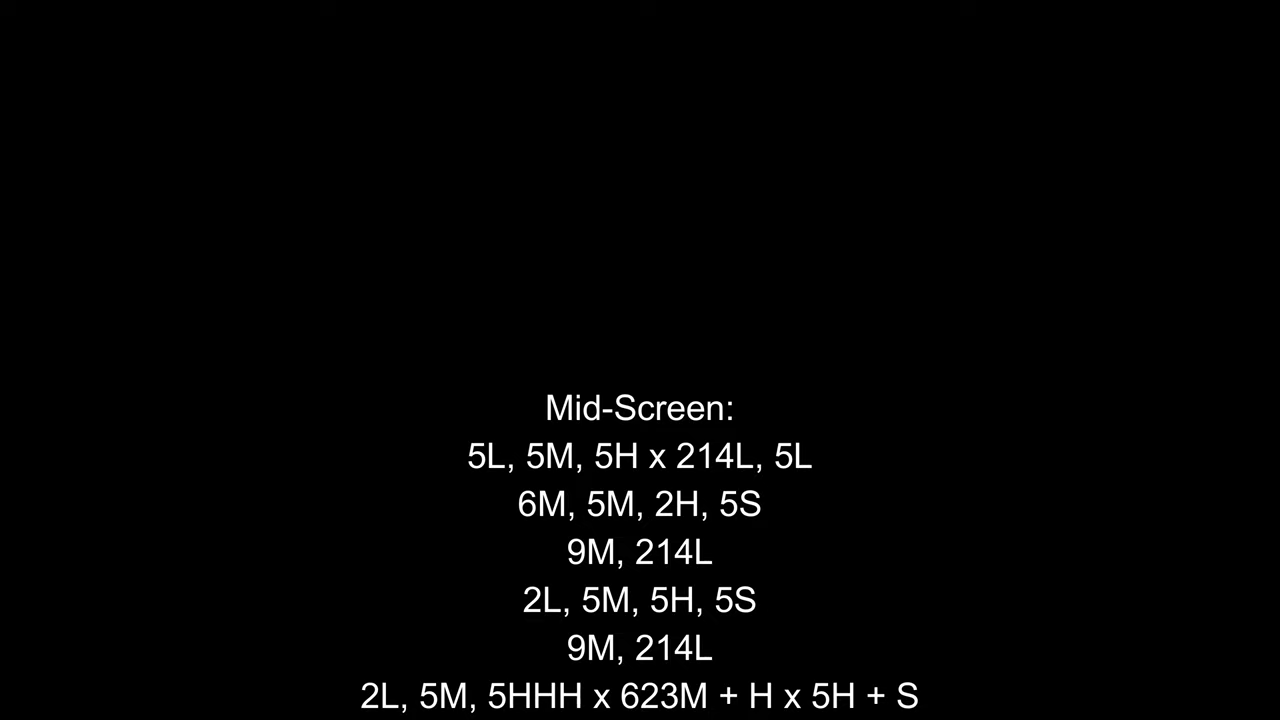 Mid-Screen:
5L, 5M, 5H x 214L, 5L
6M, 5M, 2H, 5S
9M, 214L
2L, 5M, 5H, 5S
9M, 214L
2L, 5M, 5HHH x 623M + H x 5H + S